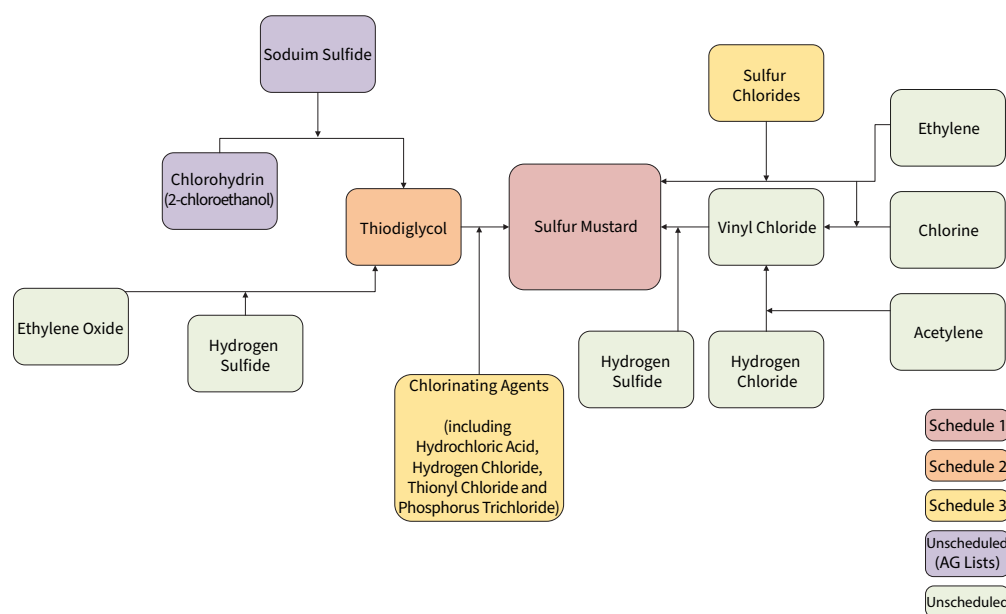 Soduim Sulfide
Sulfur
Chlorides
Ethylene
Chlorohydrin
(2-chloroethanol)
Thiodiglycol
Sulfur Mustard
Vinyl Chloride
Chlorine
Ethylene Oxide
Hydrogen
Sulfide
Hydrogen
Sulfide
Hydrogen
Chloride
Acetylene
Chlorinating Agents
(including
Hydrochloric Acid,
Hydrogen Chloride,
Thionyl Chloride and
Phosphorus Trichloride)
Schedule 1
Schedule 2
Schedule 3
Unscheduled
(AG Lists)
Unscheduled